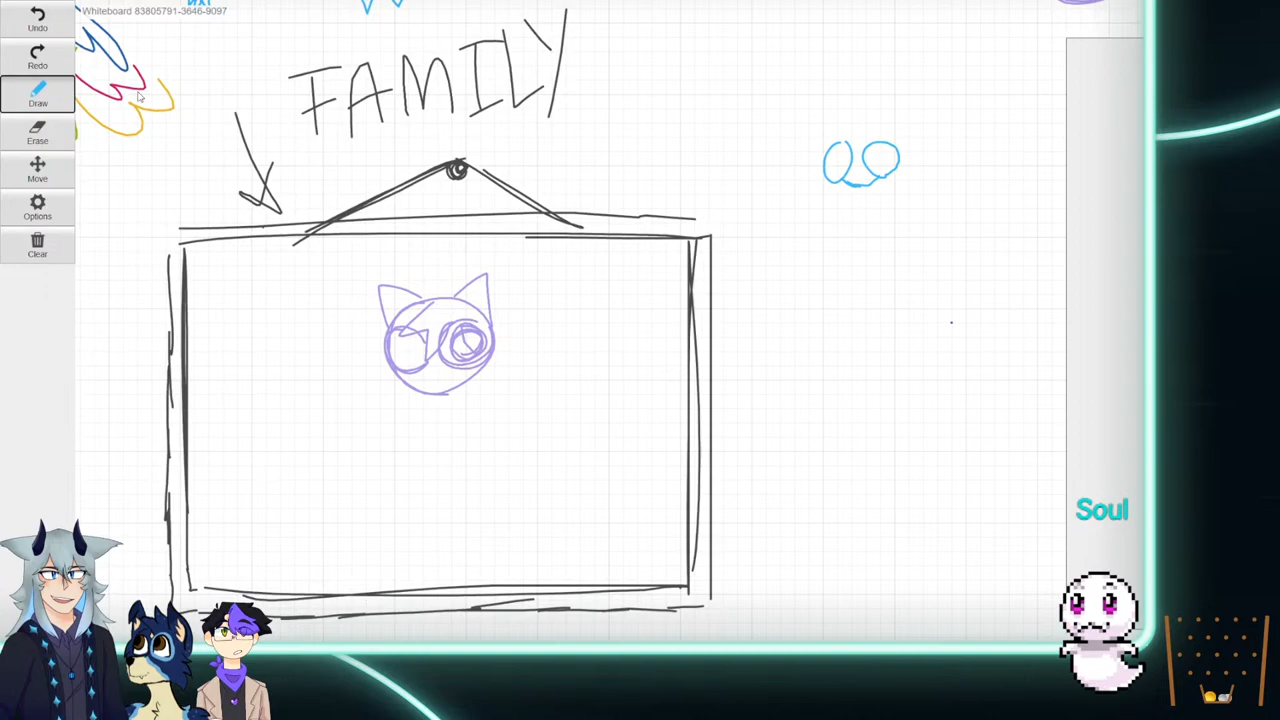 Whiteboard 83805791-3646-9097
Undo
Redo
Draw
Erase
Move
Options
Clear
FAMILY
Soul